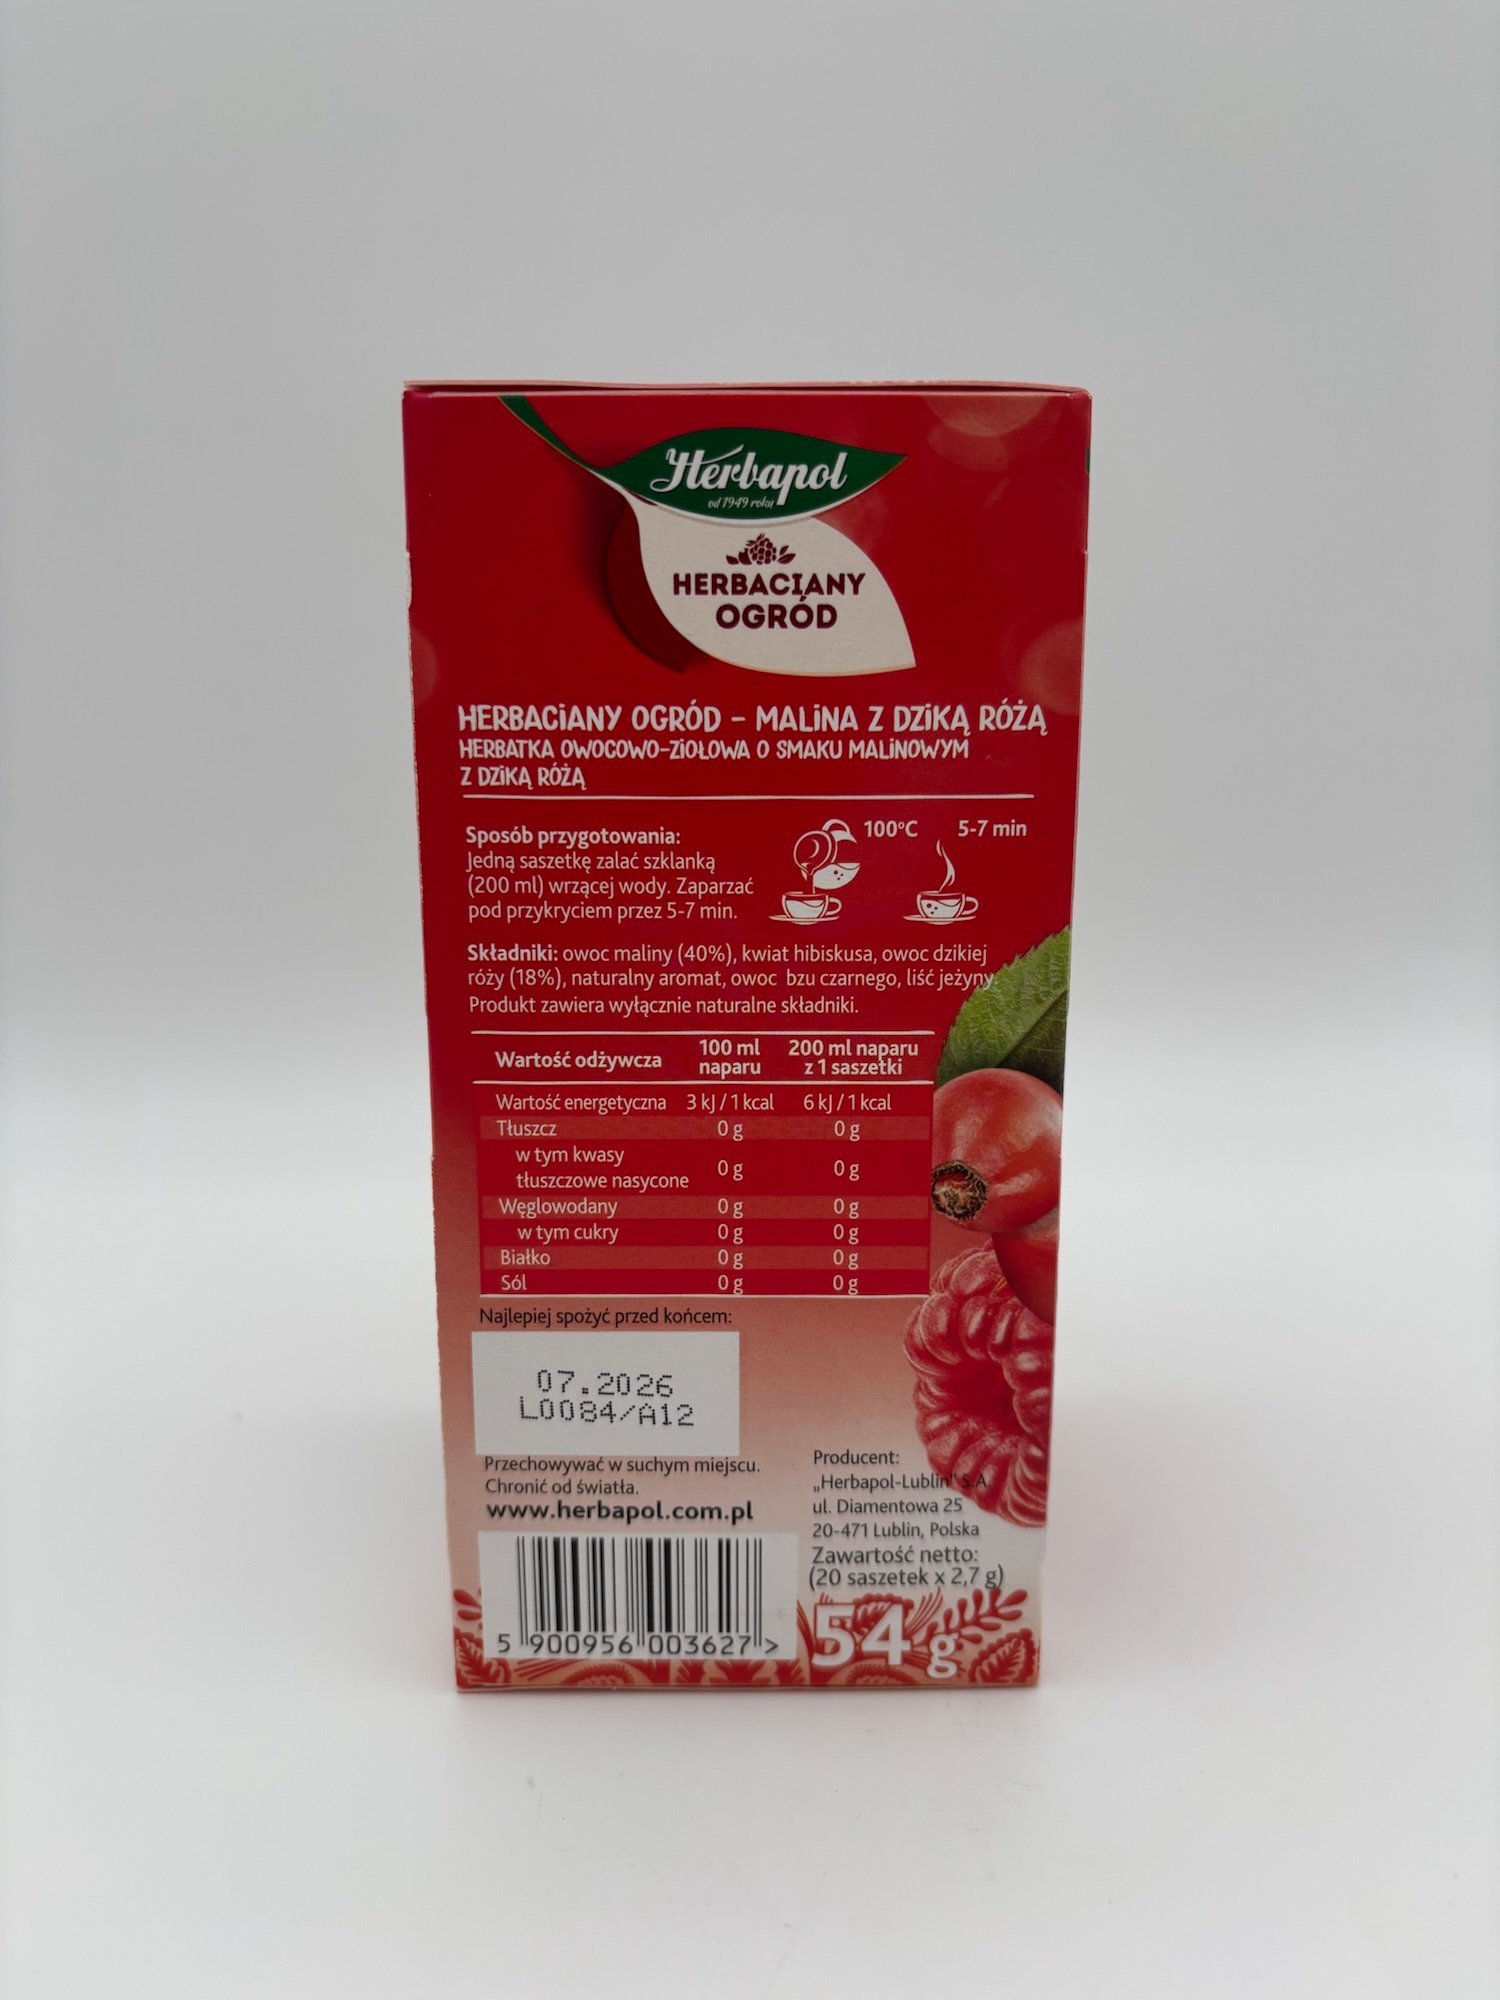 Herbapol
od 1949 roku
HERBACIANY
OGRÓD
HERBACIANY OGRÓD – MALINA Z DZIKĄ RÓŻĄ
HERBATKA OWOCOWO-ZIOŁOWA O SMAKU MALINOWYM
Z DZIKĄ RÓŻĄ
Sposób przygotowania:
Jedną saszetkę zalać szklanką
(200 ml) wrzącej wody. Zaparzać
pod przykryciem przez 5-7 min.
100°C 5-7 min
Składniki: owoc maliny (40%), kwiat hibiskusa, owoc dzikiej
róży (18%), naturalny aromat, owoc bzu czarnego, liść jeżyny.
Produkt zawiera wyłącznie naturalne składniki.
Wartość odżywcza 100 ml naparu 200 ml naparu z 1 saszetki
Wartość energetyczna 3 kJ / 1 kcal 6 kJ / 1 kcal
Tłuszcz 0 g 0 g
w tym kwasy
tłuszczowe nasycone 0 g 0 g
Węglowodany 0 g 0 g
w tym cukry 0 g 0 g
Białko 0 g 0 g
Sól 0 g 0 g
Najlepiej spożyć przed końcem:
07.2026
L0084/A12
Przechowywać w suchym miejscu.
Chronić od światła.
www.herbapol.com.pl
5 900956 003627 >
Producent:
„Herbapol-Lublin" S.A.
ul. Diamentowa 25
20-471 Lublin, Polska
Zawartość netto:
(20 saszetek x 2,7 g)
54 g